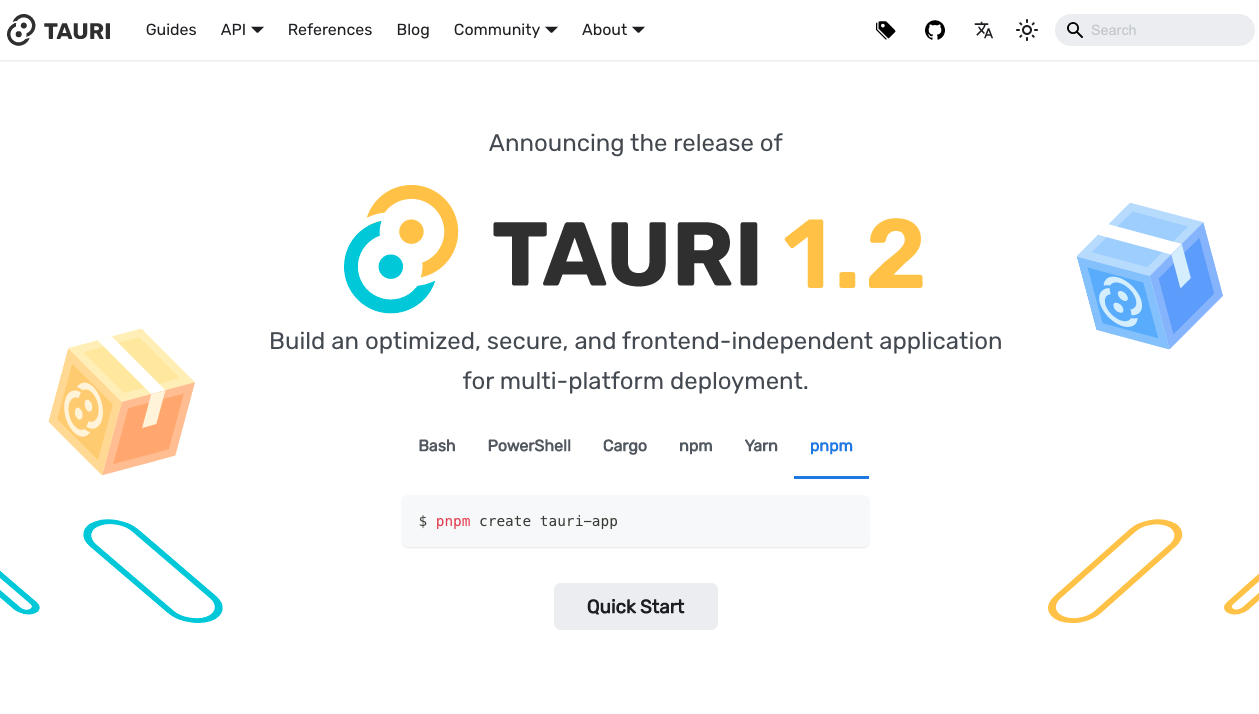 TAURI Guides API References Blog Community About Search
Announcing the release of
TAURI 1.2
Build an optimized, secure, and frontend-independent application
for multi-platform deployment.
Bash PowerShell Cargo npm Yarn pnpm
$ pnpm create tauri-app
Quick Start